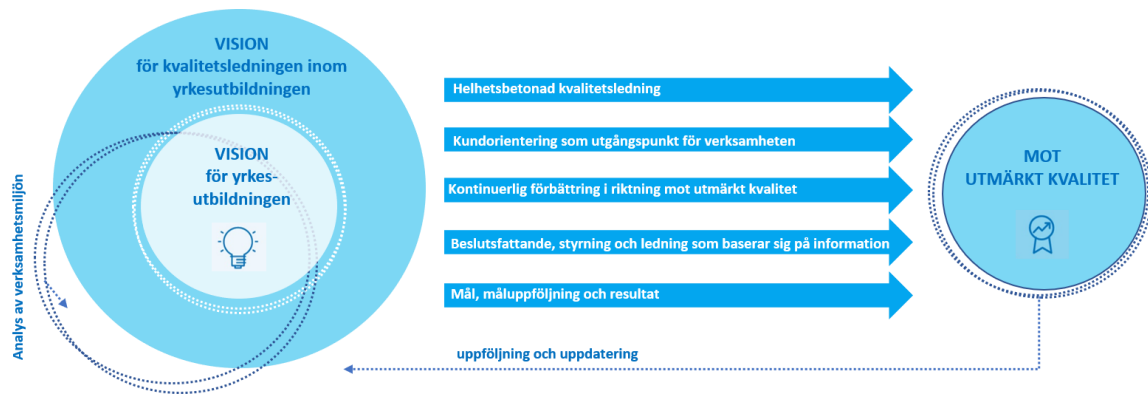 VISION
för kvalitetsledningen inom
yrkesutbildningen
VISION
för yrkes-
utbildningen
Analys av verksamhetsmiljön
Helhetsbetonad kvalitetsledning
Kundorientering som utgångspunkt för verksamheten
Kontinuerlig förbättring i riktning mot utmärkt kvalitet
Beslutsfattande, styrning och ledning som baserar sig på information
Mål, måluppföljning och resultat
MOT
UTMÄRKT KVALITET
uppföljning och uppdatering